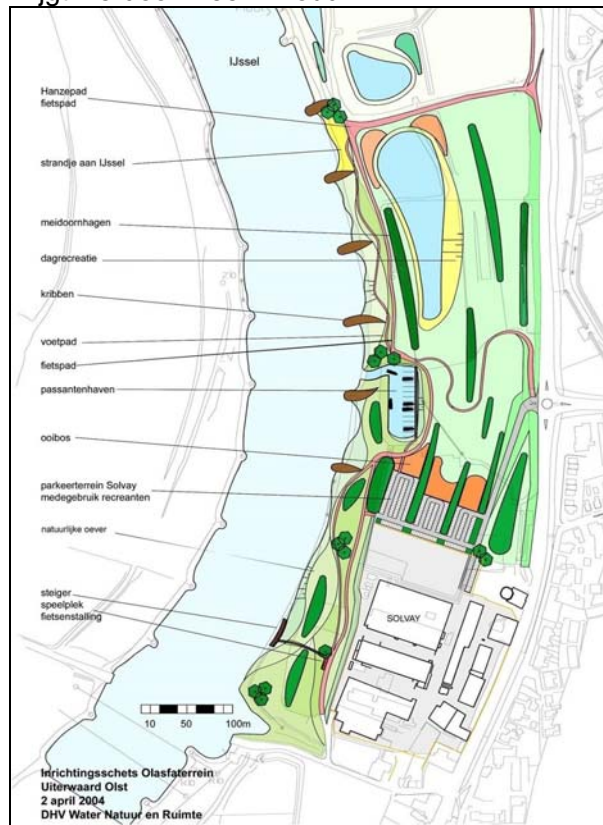 IJssel
Hanzepad
fietspad
strandje aan IJssel
meidoornhagen
dagrecreatie
kribben
voetpad
fietspad
passantenhaven
ooibos
parkeerterrein Solvay
medegebruik recreanten
natuurlijke oever
steiger
speelplek
fietsenstalling
SOLVAY
10 50 100m
Inrichtingsschets Olasfaterrein
Uiterwaard Olst
2 april 2004
DHV Water Natuur en Ruimte